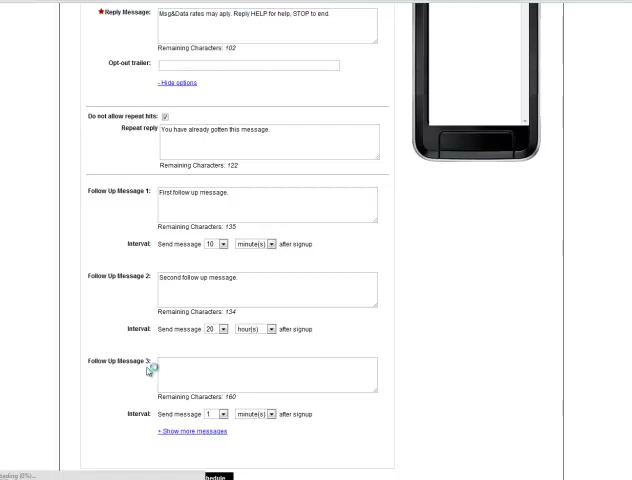 *Reply Message: Msg&Data rates may aply. Reply HELP for help, STOP to end.
Remaining Characters: 102
Opt-out trailer:
- Hide options
Do not allow repeat hits:
Repeat reply You have already gotten this message.
Remaining Characters: 122
Follow Up Message 1: First follow up message.
Remaining Characters: 135
Interval: Send message 10 minute(s) after signup
Follow Up Message 2: Second follow up message.
Remaining Characters: 134
Interval: Send message 20 hour(s) after signup
Follow Up Message 3:
Remaining Characters: 160
Interval: Send message 1 minute(s) after signup
+ Show more messages